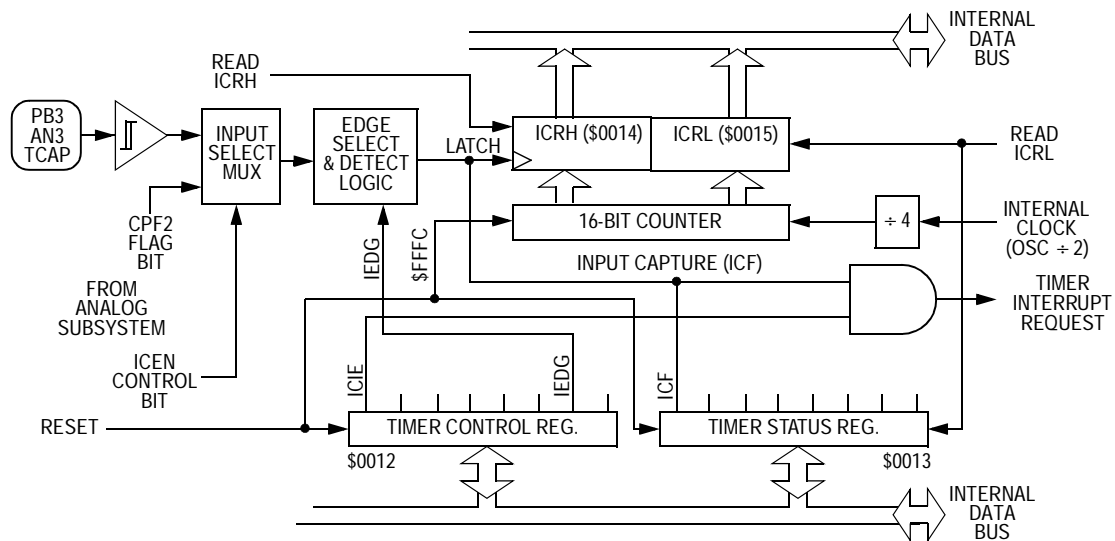 INTERNAL
DATA
BUS
READ
ICRH
PB3
AN3
TCAP
INPUT
SELECT
MUX
EDGE
SELECT
& DETECT
LOGIC
LATCH
ICRH ($0014)
ICRL ($0015)
READ
ICRL
CPF2
FLAG
BIT
IEDG
$FFFC
16-BIT COUNTER
÷ 4
INTERNAL
CLOCK
(OSC ÷ 2)
INPUT CAPTURE (ICF)
FROM
ANALOG
SUBSYSTEM
TIMER
INTERRUPT
REQUEST
ICEN
CONTROL
BIT
ICIE
IEDG
ICF
RESET
TIMER CONTROL REG.
TIMER STATUS REG.
$0012
$0013
INTERNAL
DATA
BUS